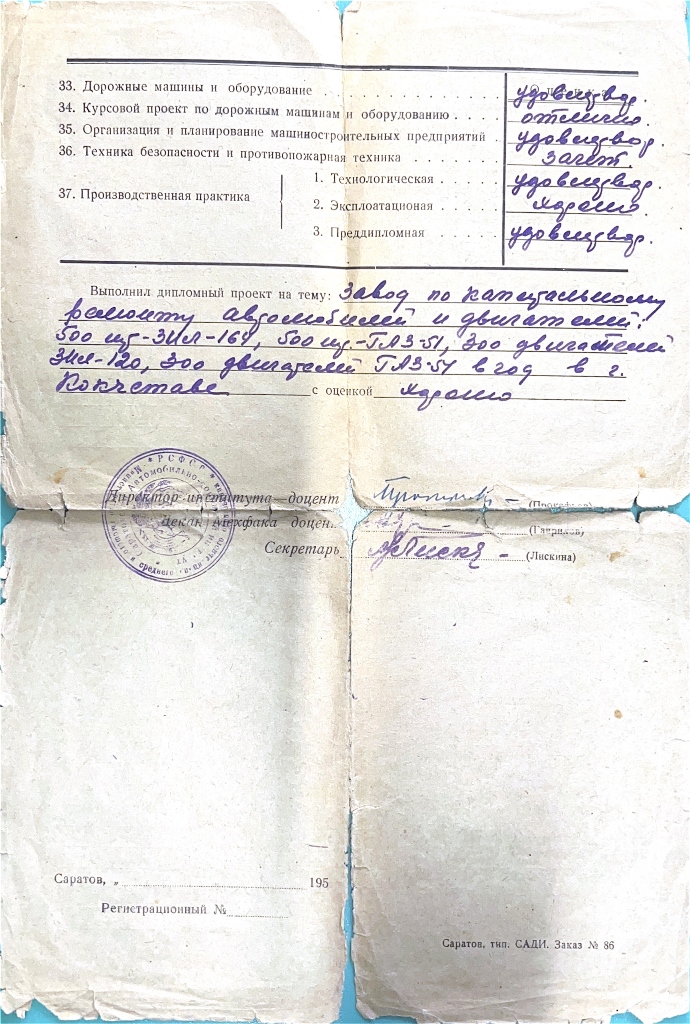 33. Дорожные машины и оборудование удовлетвор.
34. Курсовой проект по дорожным машинам и оборудованию отлично.
35. Организация и планирование машиностроительных предприятий удовлетвор.
36. Техника безопасности и противопожарная техника зачет.
37. Производственная практика
1. Технологическая удовлетвор.
2. Эксплоатационная хорошо.
3. Преддипломная удовлетвор.
Выполнил дипломный проект на тему: Завод по капитальному
ремонту автомобилей и двигателей:
500 шт-ЗИЛ-164, 500 шт.-ГАЗ-51, 300 двигателей
ЗИЛ-120, 300 двигателей ГАЗ-51 в год в г.
Кокчетаве с оценкой хорошо
РСФСР
Директор института—доцент
Декан Мехфака доцент (Гаврилов)
Секретарь (Лискина)
Саратов, „ 195
Регистрационный №
Саратов, тип. САДИ. Заказ № 86